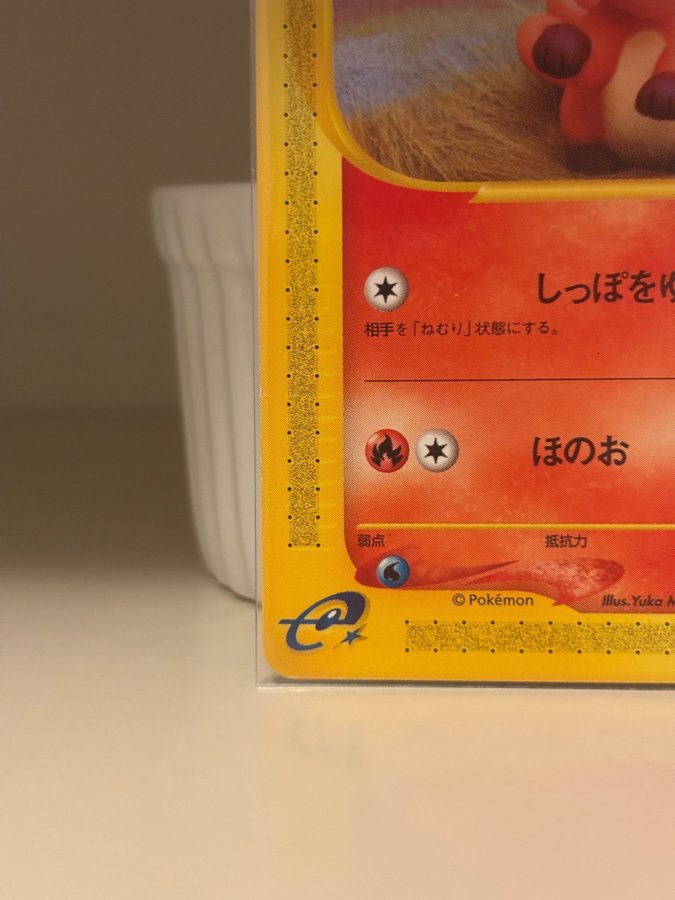 しっぽをゆ
相手を「ねむり」状態にする。
ほのお
弱点
抵抗力
© Pokémon
Illus.Yuka M